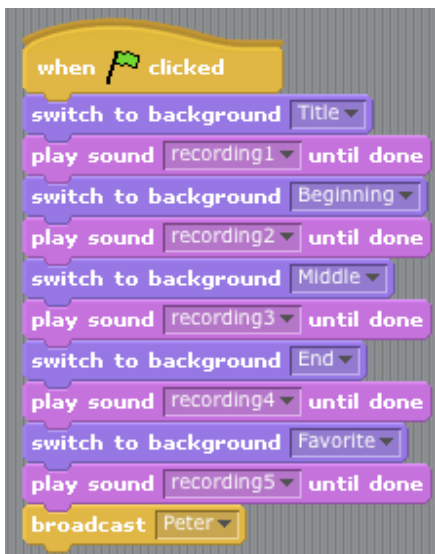 when clicked
switch to background Title
play sound recording1 until done
switch to background Beginning
play sound recording2 until done
switch to background Middle
play sound recording3 until done
switch to background End
play sound recording4 until done
switch to background Favorite
play sound recording5 until done
broadcast Peter